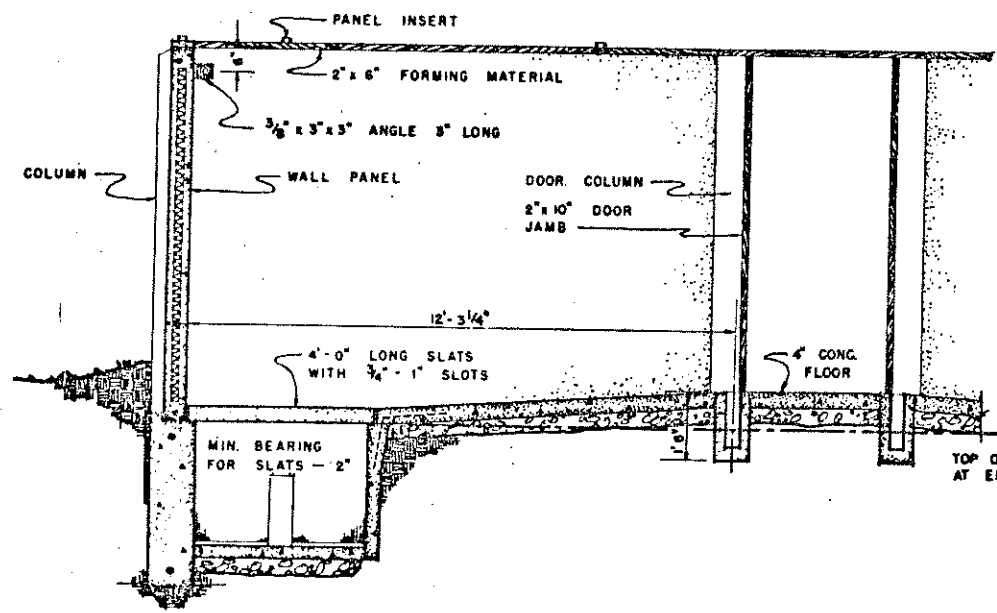 PANEL INSERT
6"
2" x 6" FORMING MATERIAL
3/8" x 3" x 3" ANGLE 8" LONG
COLUMN
WALL PANEL
DOOR COLUMN
2" x 10" DOOR
JAMB
12'-3 1/4"
4'-0" LONG SLATS
WITH 3/4" - 1" SLOTS
4" CONC.
FLOOR
MIN. BEARING
FOR SLATS — 2"
1'6"
TOP O
AT E